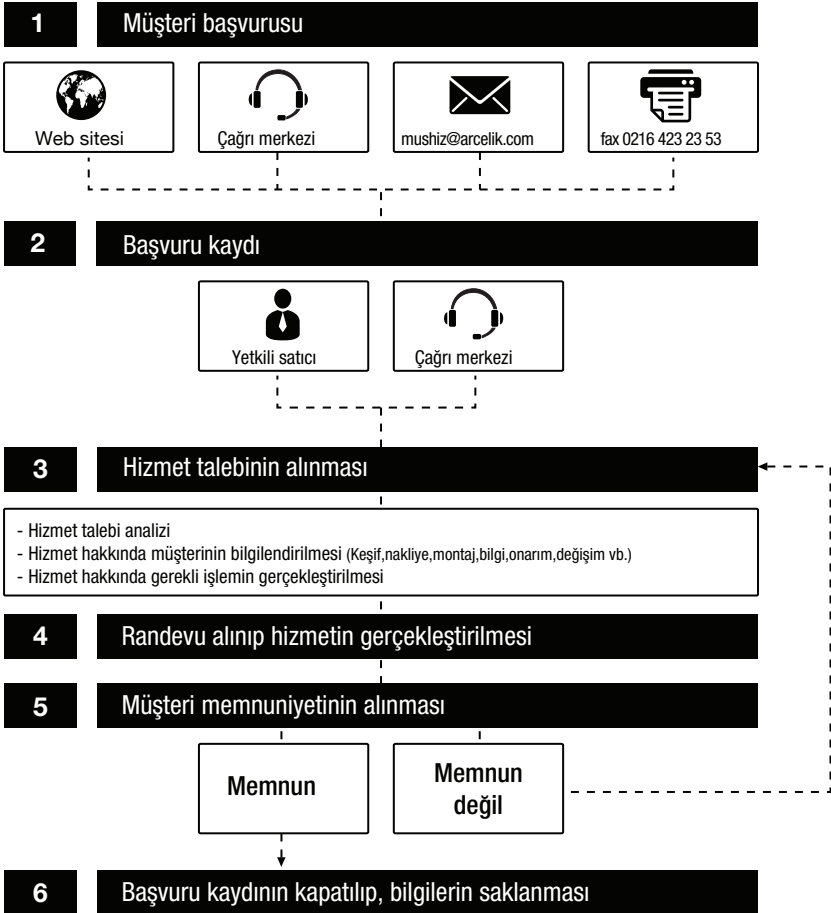 1 Müşteri başvurusu
Web sitesi
Çağrı merkezi
mushiz@arcelik.com
fax 0216 423 23 53
2 Başvuru kaydı
Yetkili satıcı
Çağrı merkezi
3 Hizmet talebinin alınması
- Hizmet talebi analizi
- Hizmet hakkında müşterinin bilgilendirilmesi (Keşif,nakliye,montaj,bilgi,onarım,değişim vb.)
- Hizmet hakkında gerekli işlemin gerçekleştirilmesi
4 Randevu alınıp hizmetin gerçekleştirilmesi
5 Müşteri memnuniyetinin alınması
Memnun
Memnun
değil
6 Başvuru kaydının kapatılıp, bilgilerin saklanması